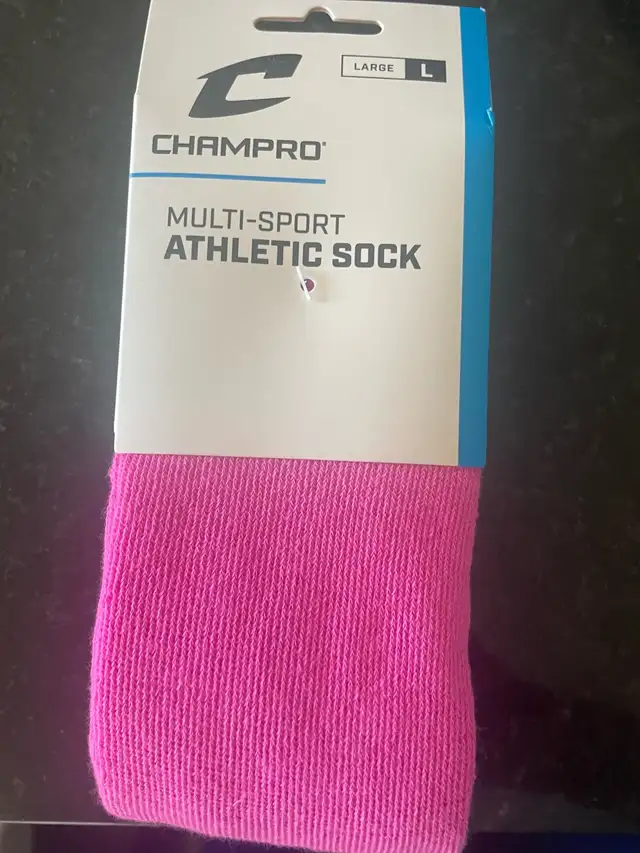 LARGE L
CHAMPRO
MULTI-SPORT
ATHLETIC SOCK